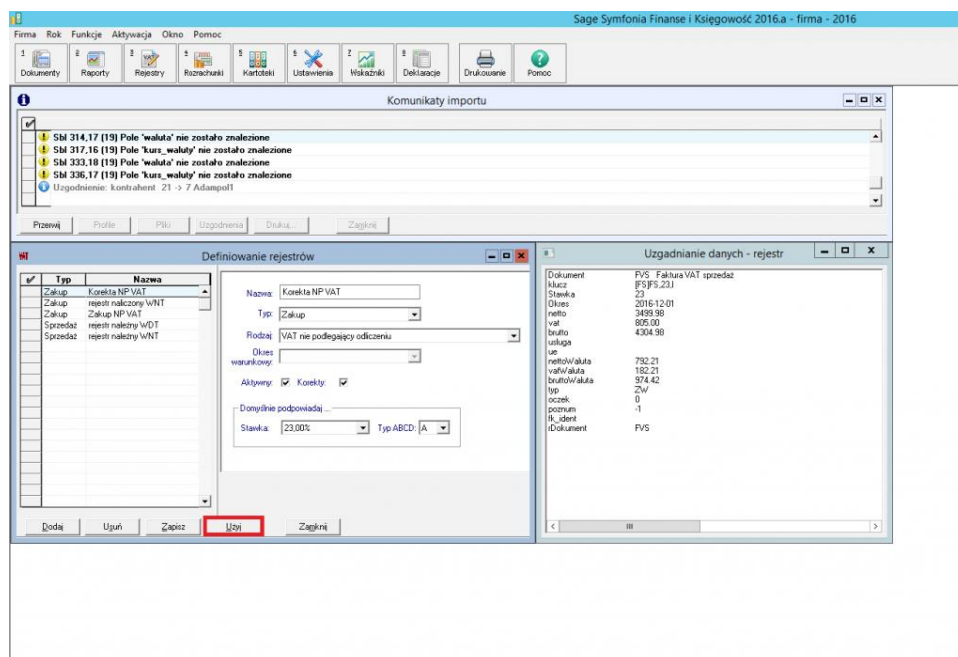 Sage Symfonia Finanse i Księgowość 2016.a - firma - 2016
Firma Rok Funkcje Aktywacja Okno Pomoc
1 2 3 4 5 6 7 8
Dokumenty Raporty Rejestry Rozrachunki Kartoteki Ustawienia Wskaźniki Deklaracje Drukowanie Pomoc
Komunikaty importu
Sbl 314,17 (19) Pole 'waluta' nie zostało znalezione
Sbl 317,16 (19) Pole 'kurs_waluty' nie zostało znalezione
Sbl 333,18 (19) Pole 'waluta' nie zostało znalezione
Sbl 336,17 (19) Pole 'kurs_waluty' nie zostało znalezione
Uzgodnienie: kontrahent 21 -> 7 Adampol1
Przerwij Profile Pliki Uzgodnienia Drukuj... Zamknij
Definiowanie rejestrów
Typ Nazwa
Zakup Korekta NP VAT
Zakup rejestr naliczony WNT
Zakup Zakup NP VAT
Sprzedaż rejestr należny WDT
Sprzedaż rejestr należny WNT
Nazwa: Korekta NP VAT
Typ: Zakup
Rodzaj: VAT nie podlegający odliczeniu
Okres warunkowy:
Aktywny: Korekty:
Domyślnie podpowiadaj ...
Stawka: 23,00% Typ ABCD: A
Dodaj Usuń Zapisz Użyj Zamknij
Uzgadnianie danych - rejestr
Dokument FVS Faktura VAT sprzedaż
klucz
Stawka 23
Okres 2016-12-01
netto 3499.98
vat 805.00
brutto 4304.98
usluga
ue
nettoWaluta 792.21
vatWaluta 182.21
bruttoWaluta 974.42
typ ZW
oczek 0
poznum -1
fk_ident
rDokument FVS